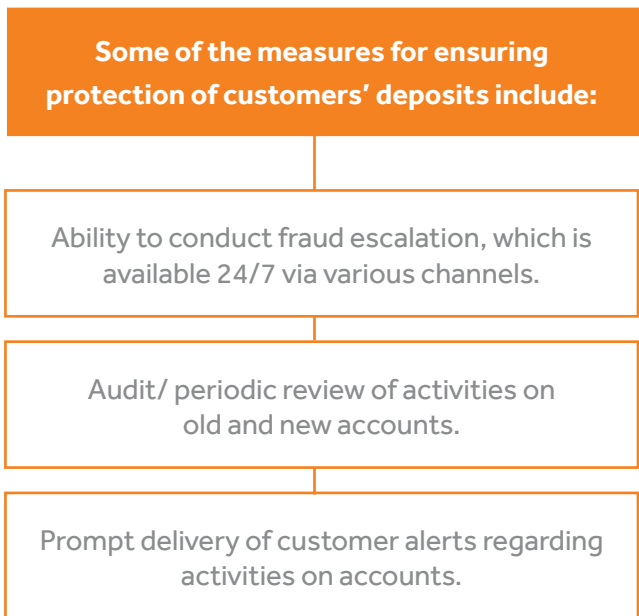 Some of the measures for ensuring
protection of customers’ deposits include:
Ability to conduct fraud escalation, which is
available 24/7 via various channels.
Audit/ periodic review of activities on
old and new accounts.
Prompt delivery of customer alerts regarding
activities on accounts.